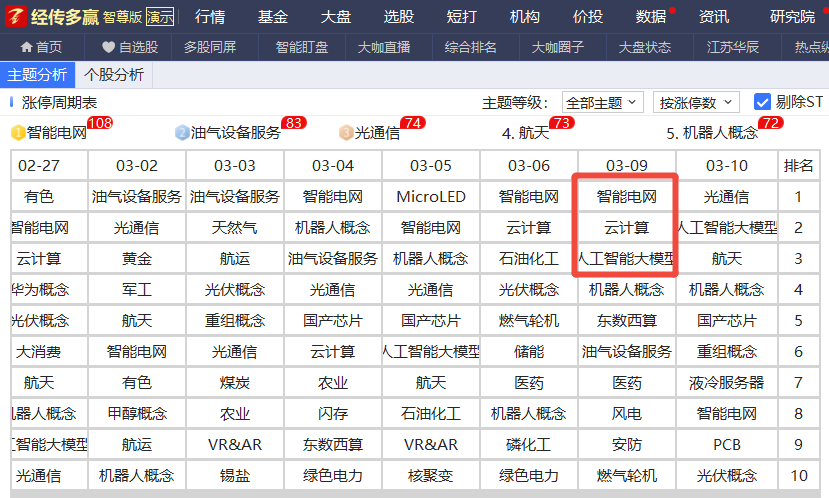 经传多赢 智尊版 演示 行情 基金 大盘 选股 短打 机构 价投 数据 资讯 研究院
首页 自选股 多股同屏 智能盯盘 大咖直播 综合排名 大咖圈子 大盘状态 江苏华辰 热点
主题分析 个股分析
涨停周期表 主题等级: 全部主题 按涨停数 剔除ST
1 智能电网 108 2 油气设备服务 83 3 光通信 74 4. 航天 73 5. 机器人概念 72
02-27 03-02 03-03 03-04 03-05 03-06 03-09 03-10 排名
有色 油气设备服务 油气设备服务 智能电网 MicroLED 智能电网 智能电网 光通信 1
智能电网 光通信 天然气 机器人概念 智能电网 云计算 云计算 人工智能大模型 2
云计算 黄金 航运 油气设备服务 机器人概念 石油化工 人工智能大模型 航天 3
华为概念 军工 光伏概念 光通信 光通信 光伏概念 机器人概念 机器人概念 4
光伏概念 航天 重组概念 国产芯片 国产芯片 燃气轮机 东数西算 国产芯片 5
大消费 智能电网 光通信 云计算 人工智能大模型 储能 油气设备服务 重组概念 6
航天 有色 煤炭 农业 航天 医药 医药 液冷服务器 7
机器人概念 甲醇概念 农业 闪存 石油化工 机器人概念 风电 智能电网 8
人工智能大模型 航运 VR&AR 东数西算 VR&AR 磷化工 安防 PCB 9
光通信 机器人概念 锡盐 绿色电力 核聚变 绿色电力 燃气轮机 光伏概念 10